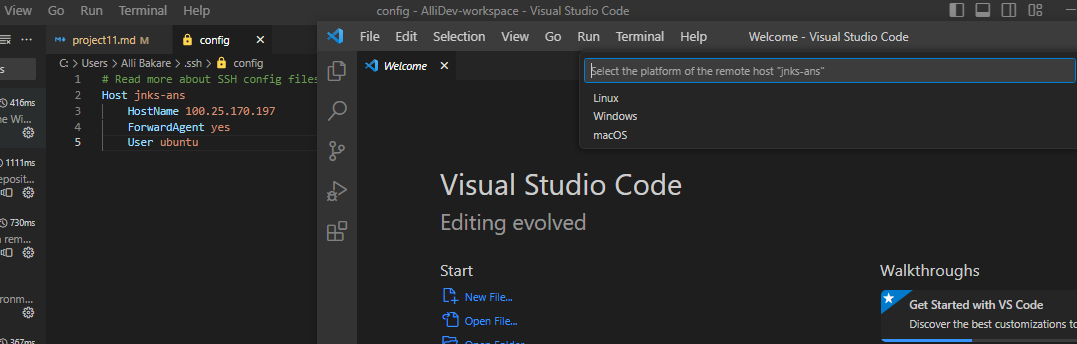 View Go Run Terminal Help
config - AlliDev-workspace - Visual Studio Code
project11.md M
config
s
C: > Users > Alli Bakare > .ssh > config
1 # Read more about SSH config files
2 Host jnks-ans
3 HostName 100.25.170.197
4 ForwardAgent yes
5 User ubuntu
416ms
he Wi...
1111ms
eposit...
730ms
rem...
ironm...
367ms
File Edit Selection View Go Run Terminal Help
Welcome - Visual Studio Code
Welcome
Select the platform of the remote host "jnks-ans"
Linux
Windows
macOS
Visual Studio Code
Editing evolved
Start
New File...
Open File...
Open Folder...
Walkthroughs
Get Started with VS Code
Discover the best customizations to